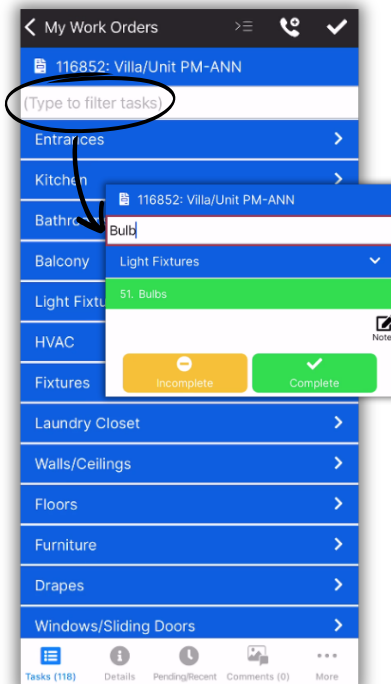 My Work Orders
116852: Villa/Unit PM-ANN
(Type to filter tasks)
Entrances
Kitchen
Bathro
Balcony
Light Fixtu
HVAC
Fixtures
Laundry Closet
Walls/Ceilings
Floors
Furniture
Drapes
Windows/Sliding Doors
Tasks (118) Details Pending/Recent Comments (0) More
116852: Villa/Unit PM-ANN
Bulb
Light Fixtures
51. Bulbs
Note
Incomplete Complete